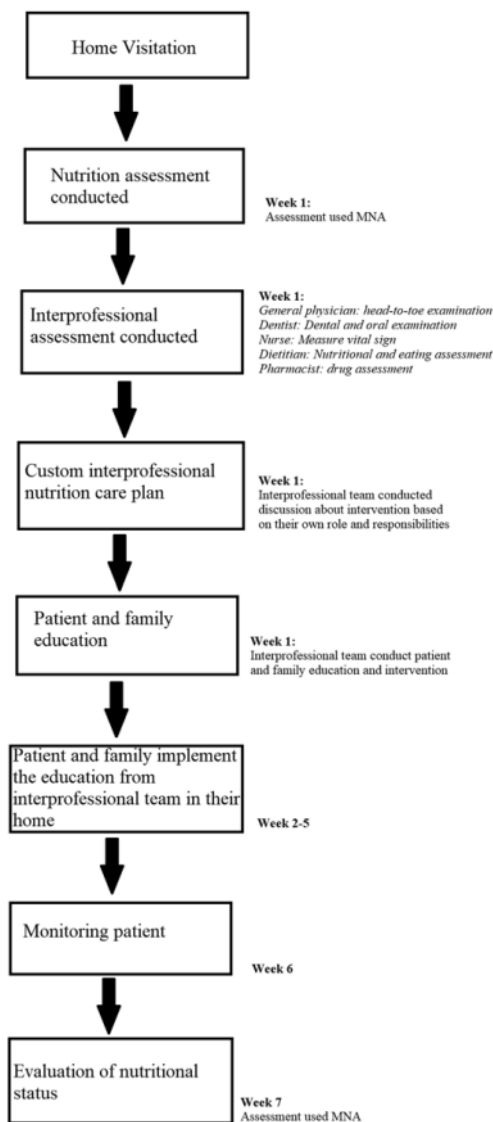 Home Visitation
Nutrition assessment
conducted
Week 1:
Assessment used MNA
Interprofessional
assessment conducted
Week 1:
General physician: head-to-toe examination
Dentist: Dental and oral examination
Nurse: Measure vital sign
Dietitian: Nutritional and eating assessment
Pharmacist: drug assessment
Custom interprofessional
nutrition care plan
Week 1:
Interprofessional team conducted
discussion about intervention based
on their own role and responsibilities
Patient and family
education
Week 1:
Interprofessional team conduct patient
and family education and intervention
Patient and family implement
the education from
interprofessional team in their
home
Week 2-5
Monitoring patient
Week 6
Evaluation of nutritional
status
Week 7
Assessment used MNA